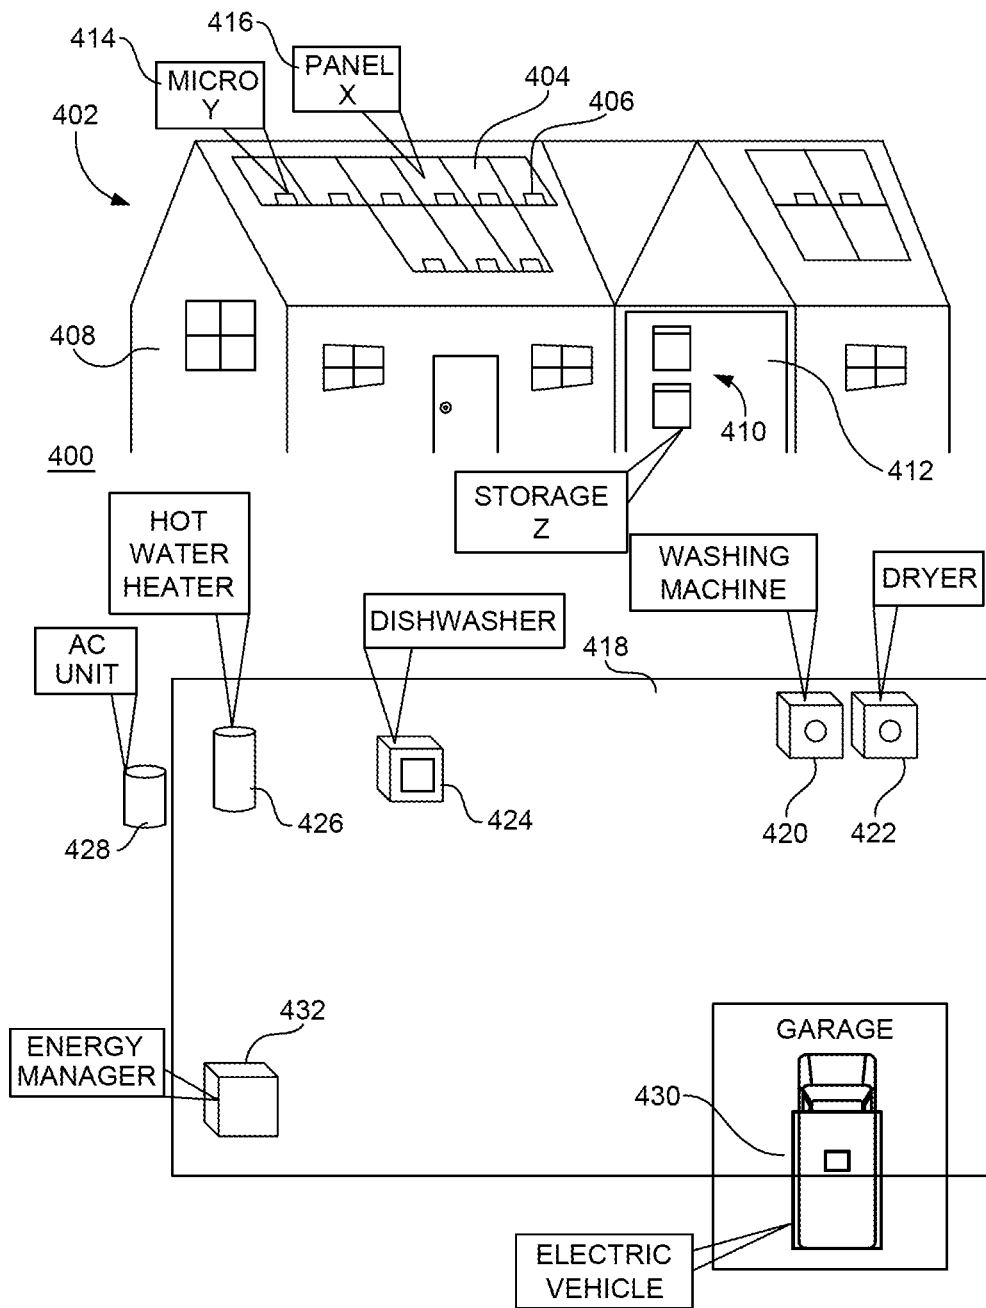 414
416
MICRO
Y
PANEL
X
404
406
402
408
410
412
400
STORAGE
Z
HOT
WATER
HEATER
WASHING
MACHINE
DRYER
DISHWASHER
AC
UNIT
418
428
426
424
420
422
432
ENERGY
MANAGER
GARAGE
430
ELECTRIC
VEHICLE